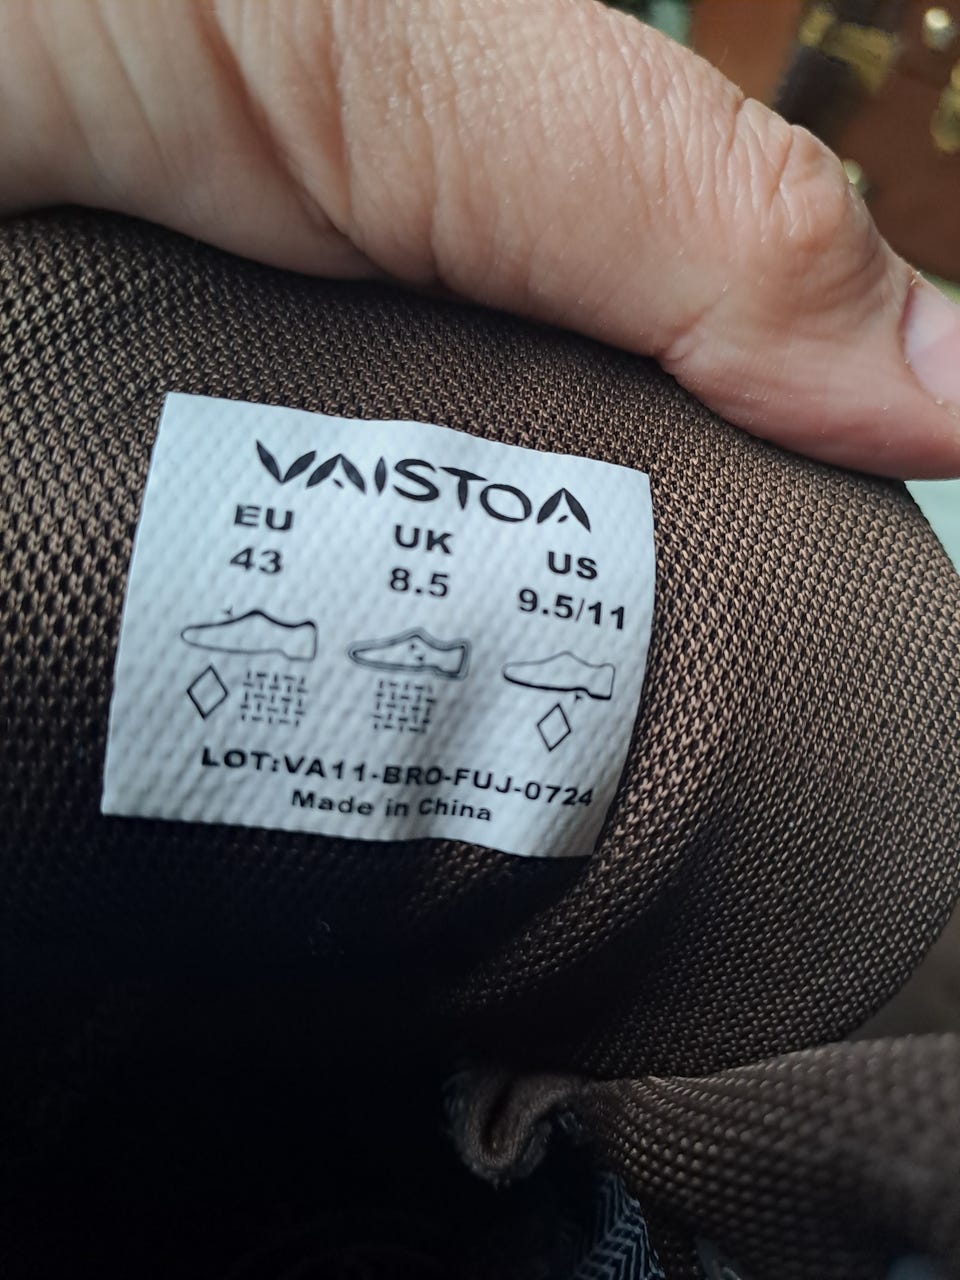 VAISTOA
EU UK US
43 8.5 9.5/11
LOT:VA11-BRO-FUJ-0724
Made in China